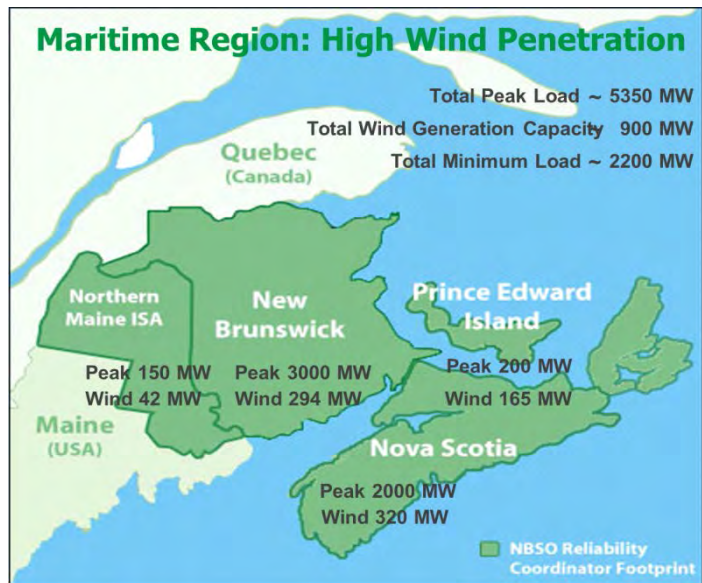 Maritime Region: High Wind Penetration
Total Peak Load ~ 5350 MW
Total Wind Generation Capacity ~ 900 MW
Total Minimum Load ~ 2200 MW
Quebec
(Canada)
Northern
Maine ISA
Peak 150 MW
Wind 42 MW
New
Brunswick
Peak 3000 MW
Wind 294 MW
Prince Edward
Island
Peak 200 MW
Wind 165 MW
Maine
(USA)
Nova Scotia
Peak 2000 MW
Wind 320 MW
NBSO Reliability
Coordinator Footprint